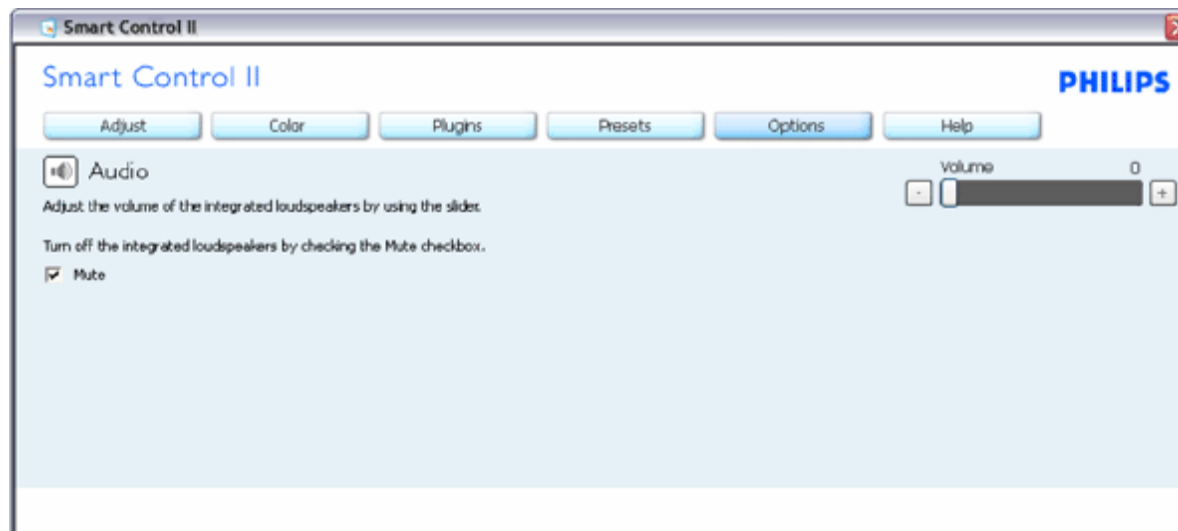 Smart Control II
Smart Control II
PHILIPS
Adjust Color Plugins Presets Options Help
Audio
Volume 0
- +
Adjust the volume of the integrated loudspeakers by using the slider.
Turn off the integrated loudspeakers by checking the Mute checkbox.
Mute